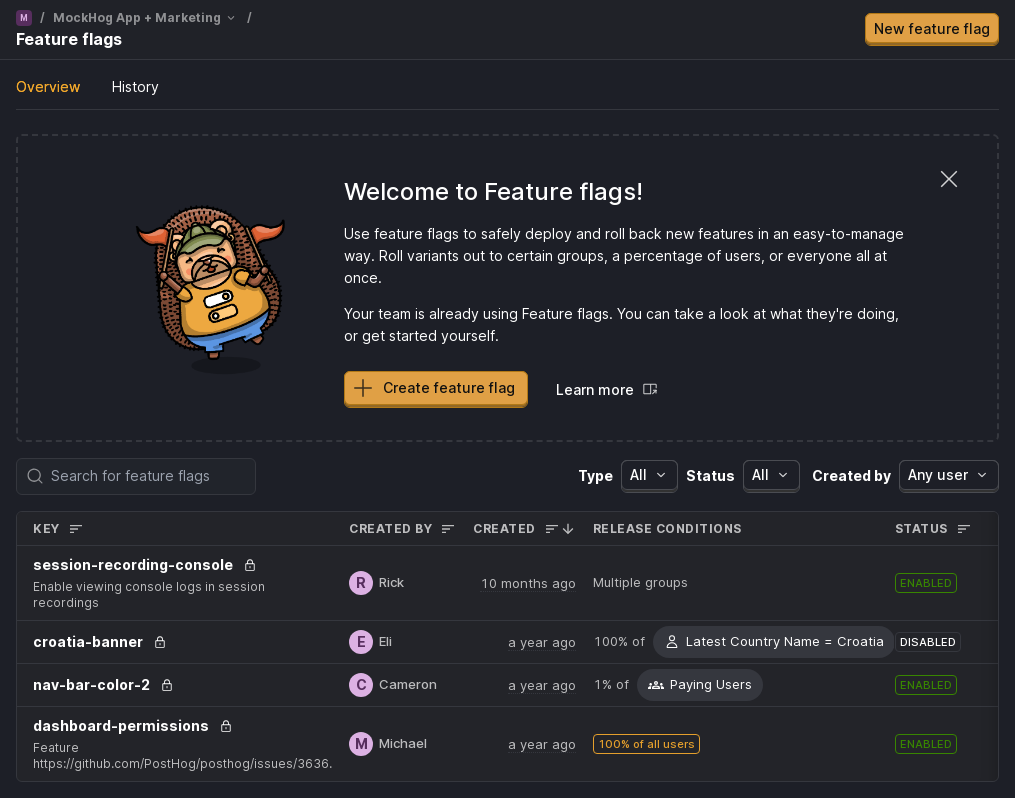 M / MockHog App + Marketing /
Feature flags
New feature flag
Overview History
Welcome to Feature flags!
Use feature flags to safely deploy and roll back new features in an easy-to-manage
way. Roll variants out to certain groups, a percentage of users, or everyone all at
once.
Your team is already using Feature flags. You can take a look at what they're doing,
or get started yourself.
Create feature flag Learn more
Search for feature flags Type All Status All Created by Any user
KEY CREATED BY CREATED RELEASE CONDITIONS STATUS
session-recording-console
Enable viewing console logs in session
recordings
R Rick 10 months ago Multiple groups ENABLED
croatia-banner E Eli a year ago 100% of Latest Country Name = Croatia DISABLED
nav-bar-color-2 C Cameron a year ago 1% of Paying Users ENABLED
dashboard-permissions
Feature
https://github.com/PostHog/posthog/issues/3636.
M Michael a year ago 100% of all users ENABLED